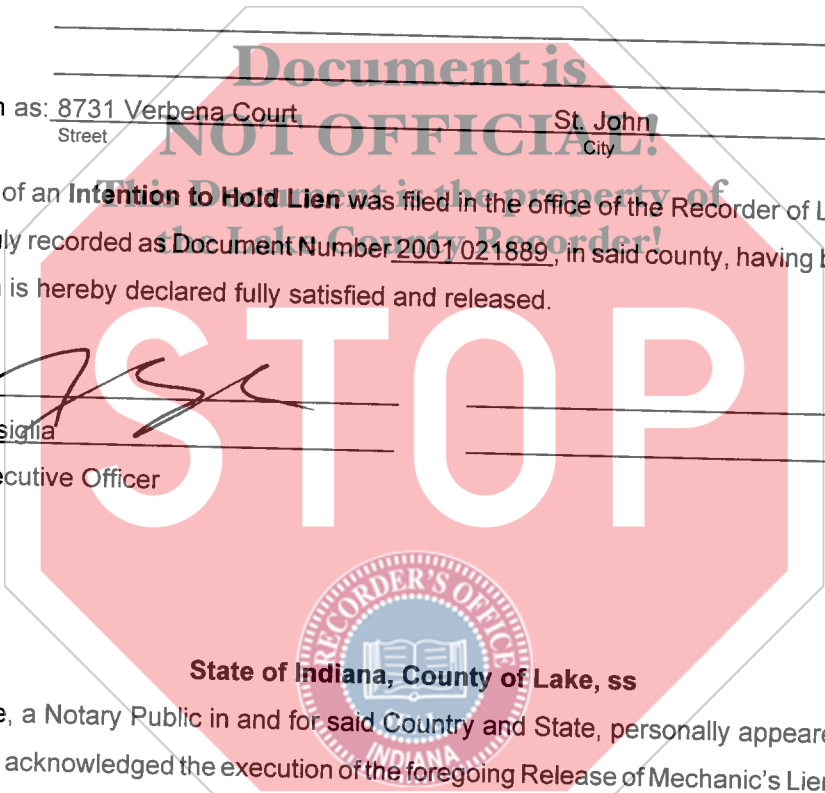 Document is
n as: 8731 Verbena Court St. John
Street City
NOT OFFICIAL!
of an Intention to Hold Lien was filed in the office of the Recorder of L
This Document is the property of
ly recorded as Document Number 2001 021889, in said county, having b
the Lake County Recorder!
n is hereby declared fully satisfied and released.
STOP
siglia
ecutive Officer
RECORDER'S OFFICE
State of Indiana, County of Lake, ss
e, a Notary Public in and for said Country and State, personally appeare
INDIANA
acknowledged the execution of the foregoing Release of Mechanic's Lien